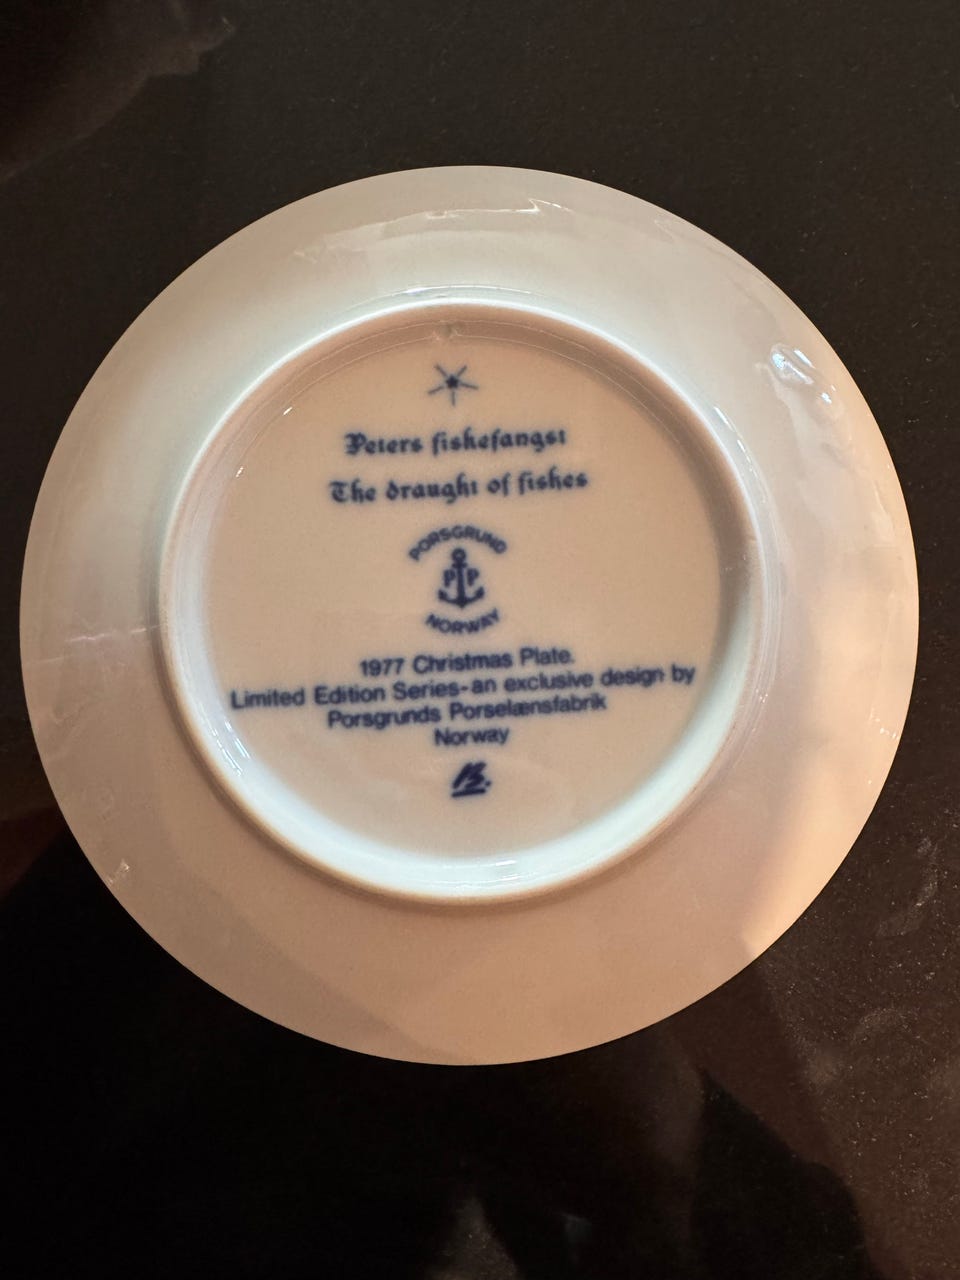 Peters fiskefangst
The draught of fishes
PORSGRUND
PP
NORWAY
1977 Christmas Plate.
Limited Edition Series-an exclusive design by
Porsgrunds Porselænsfabrik
Norway